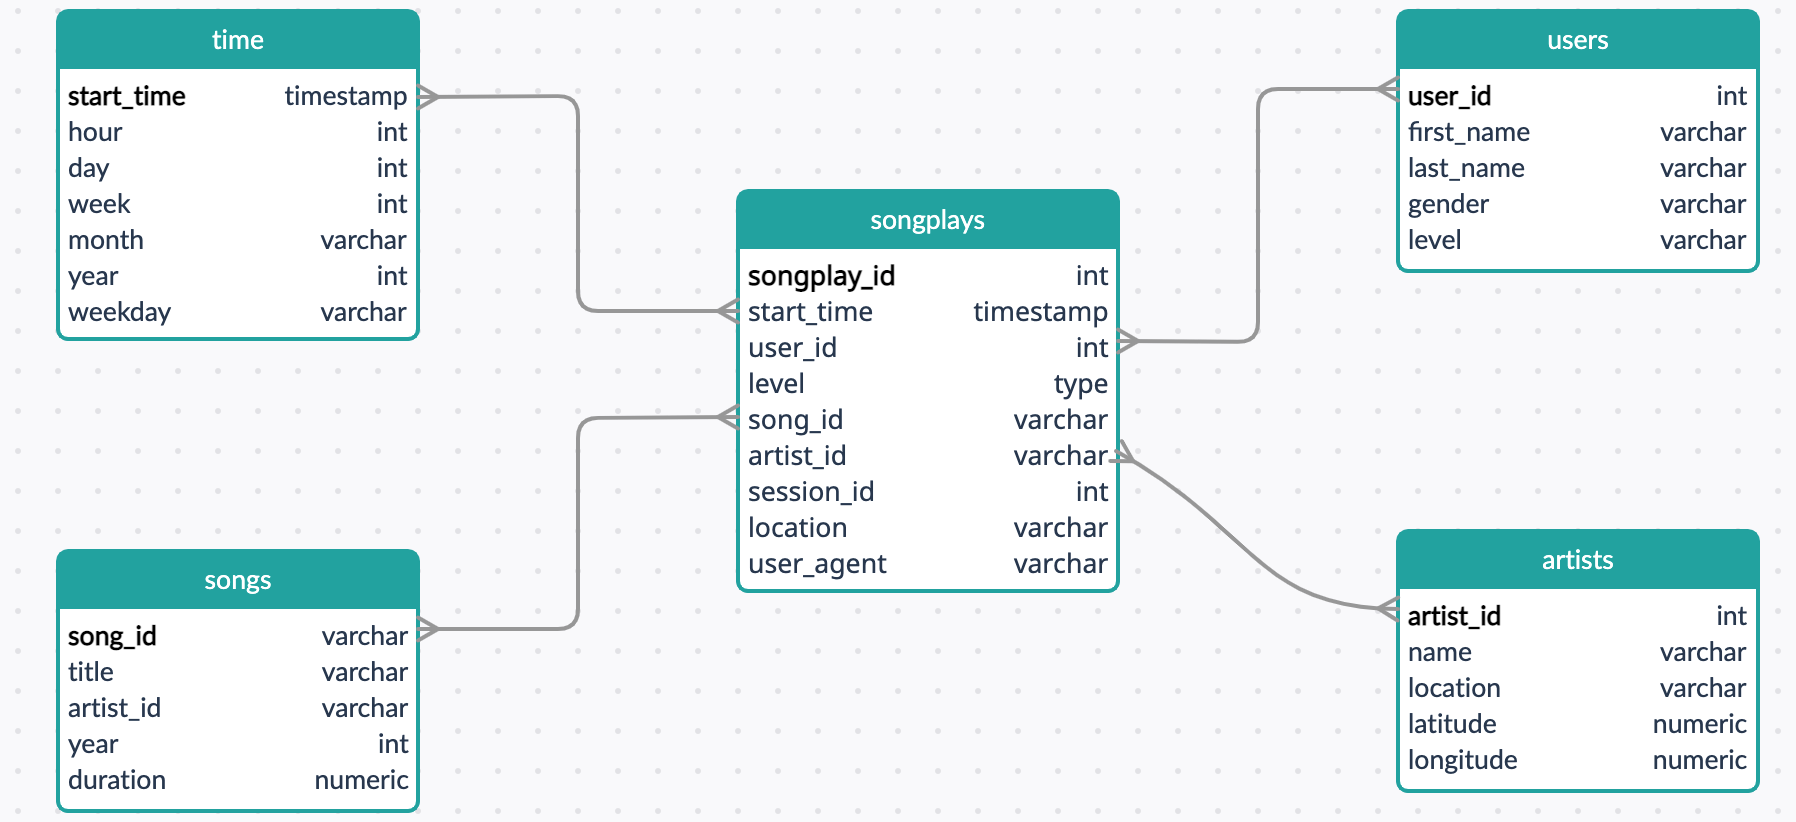 time
start_time timestamp
hour int
day int
week int
month varchar
year int
weekday varchar
users
user_id int
first_name varchar
last_name varchar
gender varchar
level varchar
songplays
songplay_id int
start_time timestamp
user_id int
level type
song_id varchar
artist_id varchar
session_id int
location varchar
user_agent varchar
songs
song_id varchar
title varchar
artist_id varchar
year int
duration numeric
artists
artist_id int
name varchar
location varchar
latitude numeric
longitude numeric